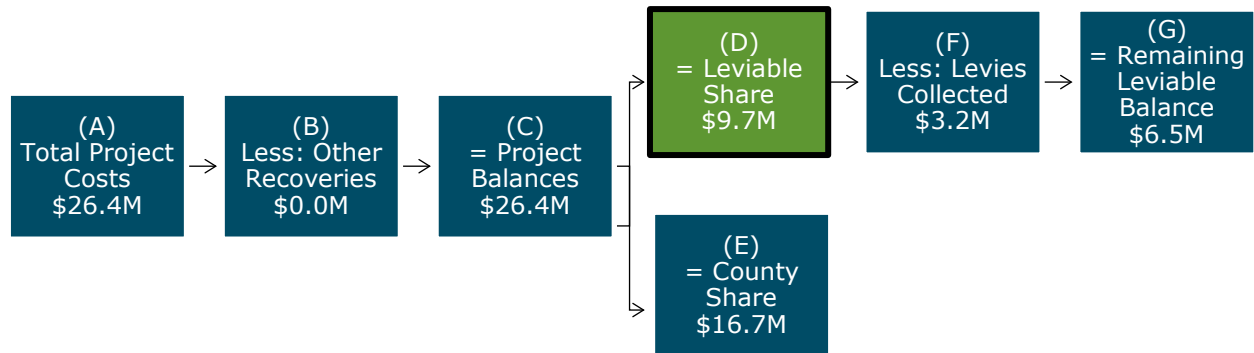 (A)
Total Project
Costs
$26.4M
(B)
Less: Other
Recoveries
$0.0M
(C)
= Project
Balances
$26.4M
(D)
= Leviable
Share
$9.7M
(E)
= County
Share
$16.7M
(F)
Less: Levies
Collected
$3.2M
(G)
= Remaining
Leviable
Balance
$6.5M